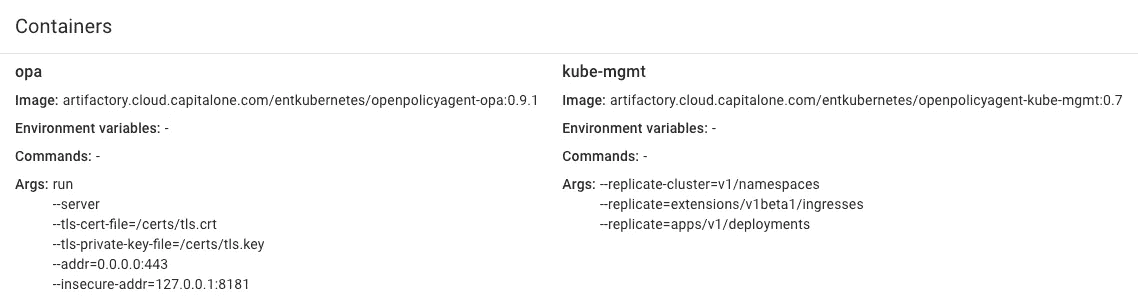 Containers
opa
Image: artifactory.cloud.capitalone.com/entkubernetes/openpolicyagent-opa:0.9.1
Environment variables: -
Commands: -
Args: run
--server
--tls-cert-file=/certs/tls.crt
--tls-private-key-file=/certs/tls.key
--addr=0.0.0.0:443
--insecure-addr=127.0.0.1:8181
kube-mgmt
Image: artifactory.cloud.capitalone.com/entkubernetes/openpolicyagent-kube-mgmt:0.7
Environment variables: -
Commands: -
Args: --replicate-cluster=v1/namespaces
--replicate=extensions/v1beta1/ingresses
--replicate=apps/v1/deployments